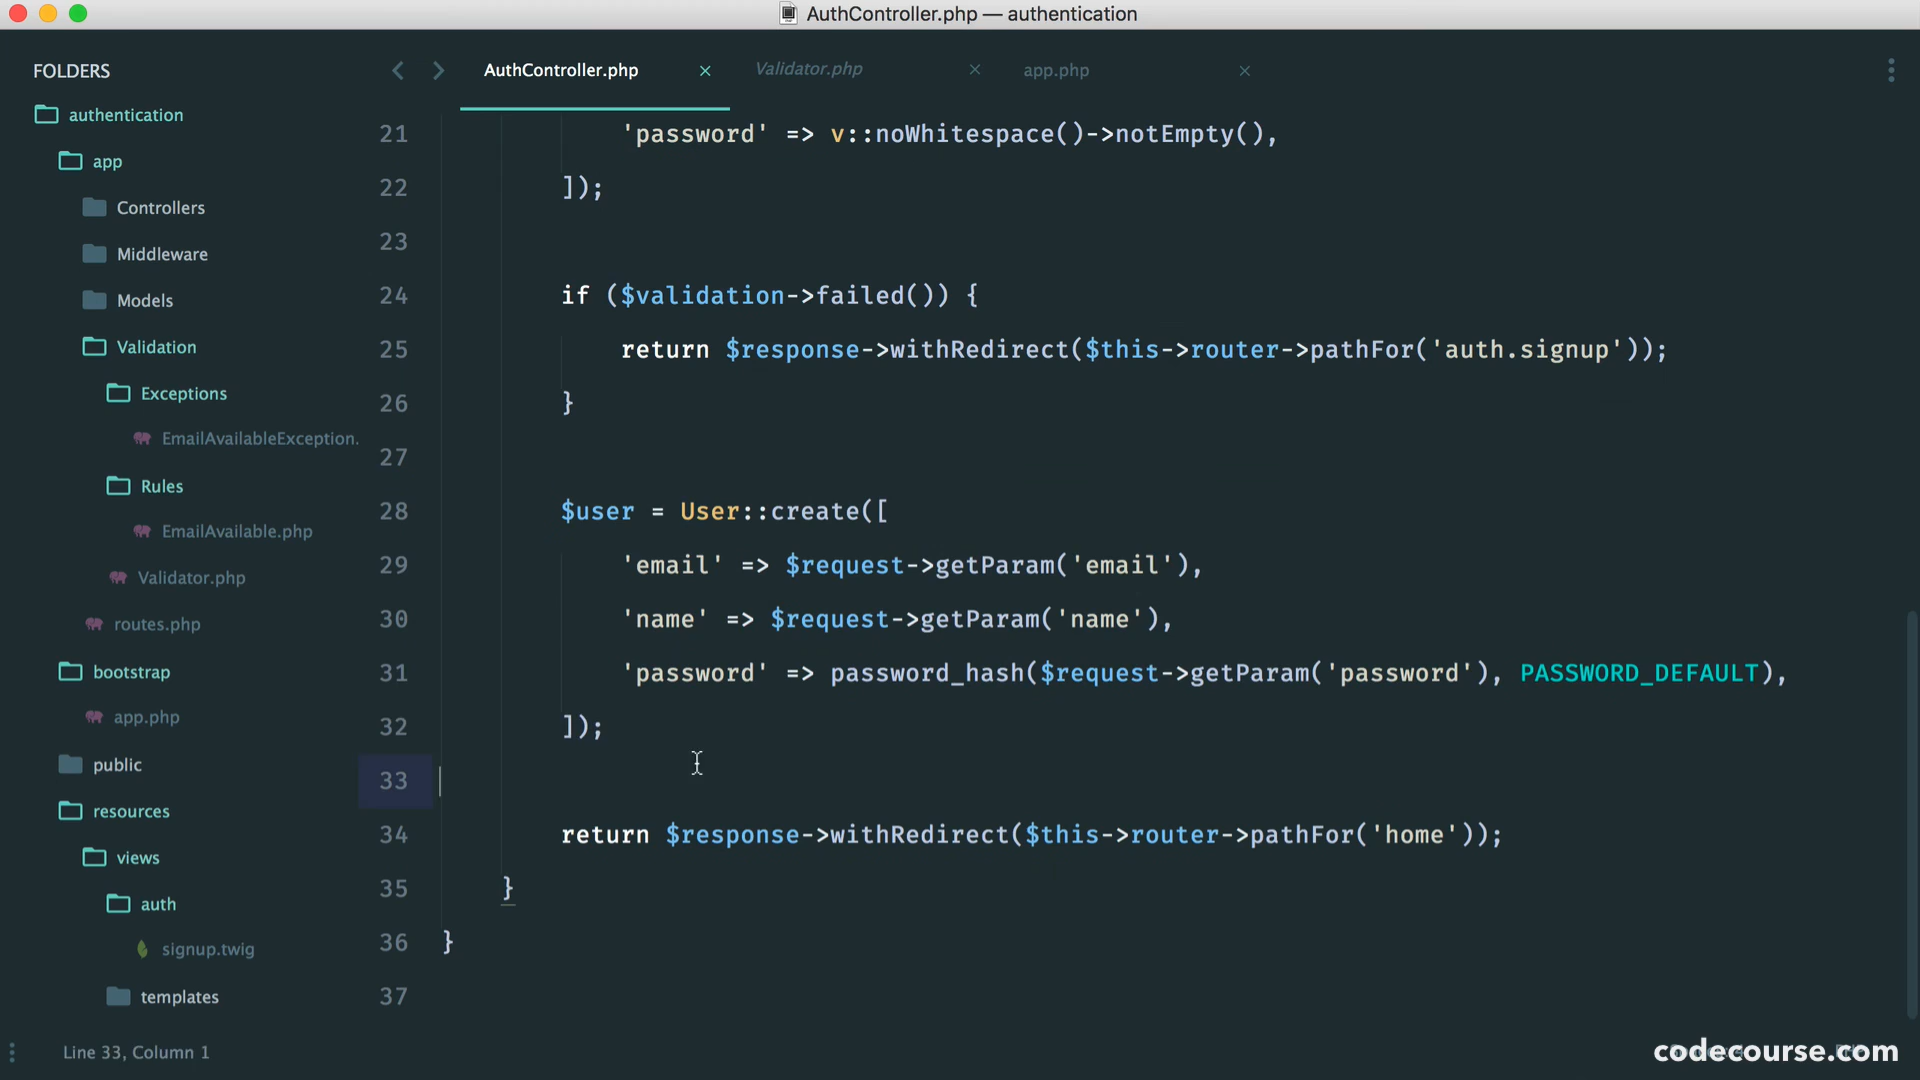 AuthController.php — authentication
FOLDERS
authentication
app
Controllers
Middleware
Models
Validation
Exceptions
EmailAvailableException.
Rules
EmailAvailable.php
Validator.php
routes.php
bootstrap
app.php
public
resources
views
auth
signup.twig
templates
AuthController.php
Validator.php
app.php
21 'password' => v::noWhitespace()->notEmpty(),
22 ]);
23
24 if ($validation->failed()) {
25 return $response->withRedirect($this->router->pathFor('auth.signup'));
26 }
27
28 $user = User::create([
29 'email' => $request->getParam('email'),
30 'name' => $request->getParam('name'),
31 'password' => password_hash($request->getParam('password'), PASSWORD_DEFAULT),
32 ]);
33
34 return $response->withRedirect($this->router->pathFor('home'));
35 }
36 }
37
Line 33, Column 1
codecourse.com